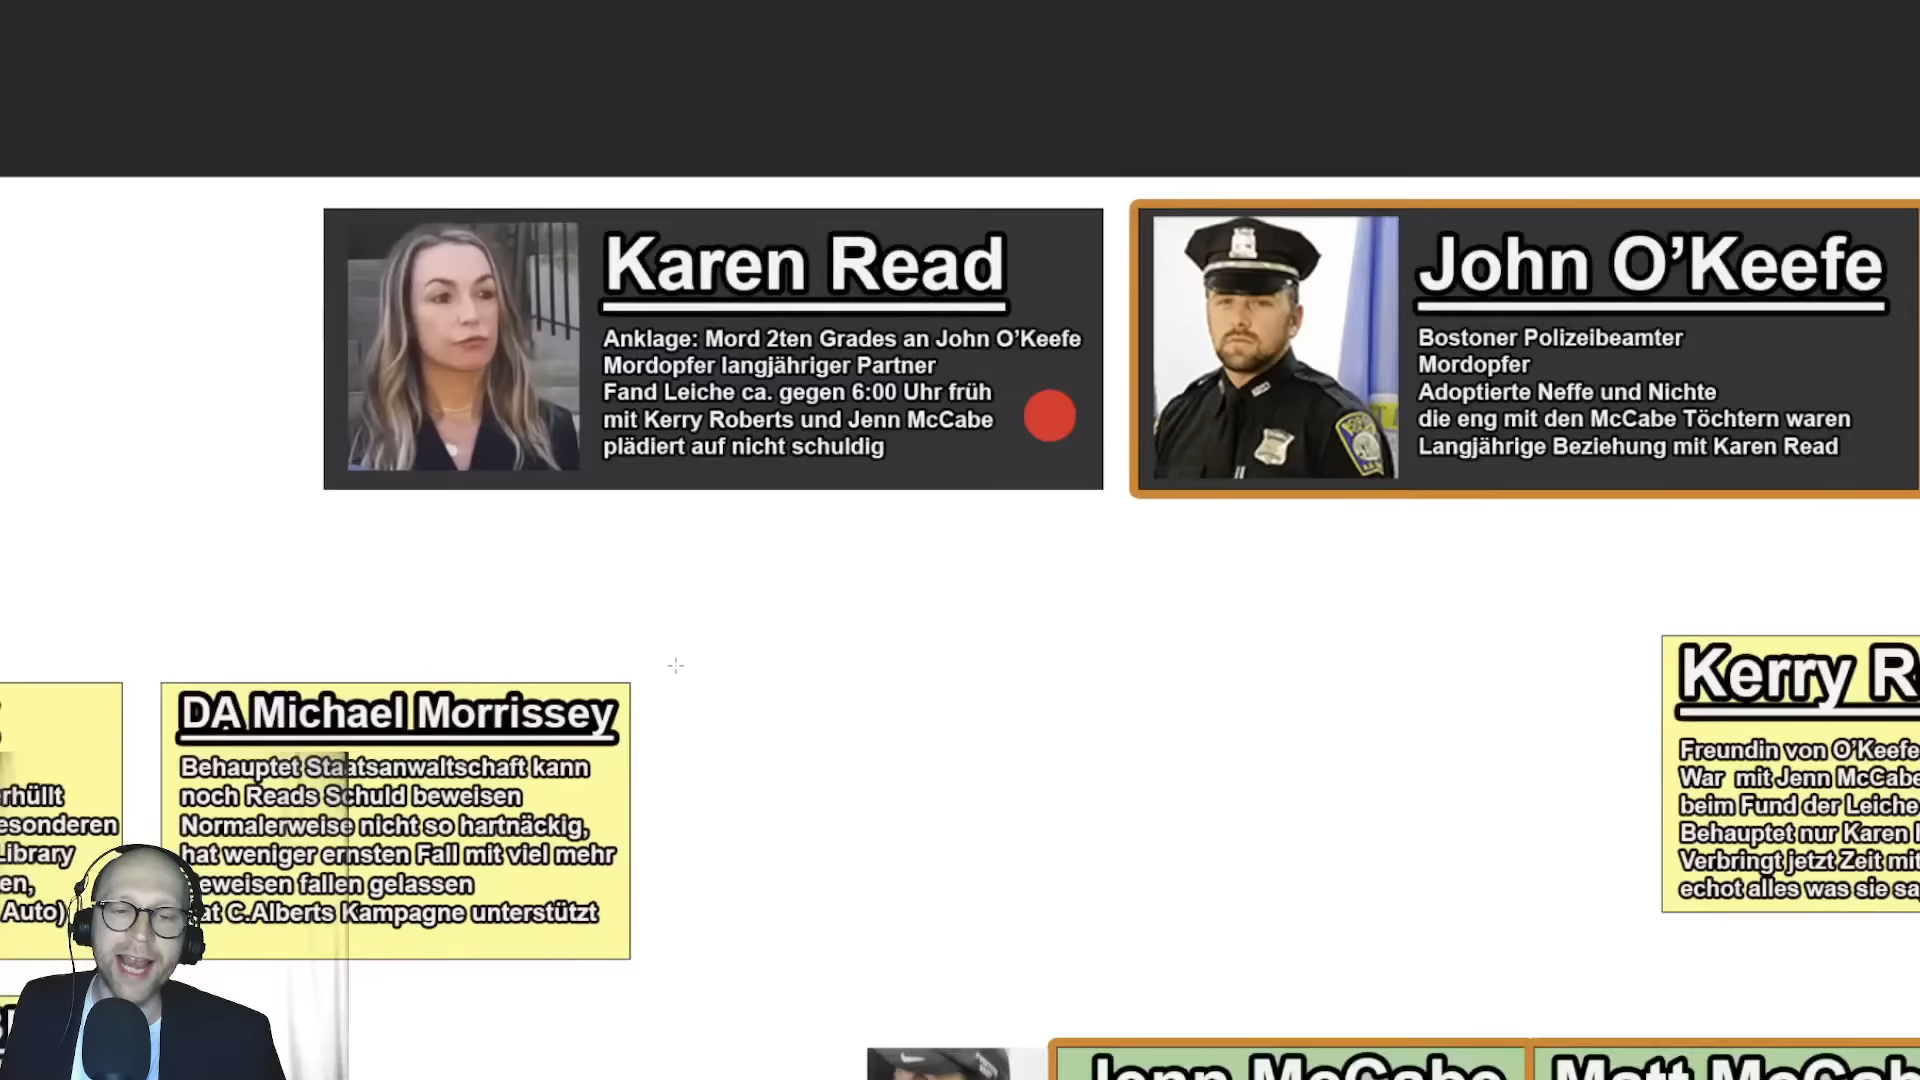 Karen Read
Anklage: Mord 2ten Grades an John O'Keefe
Mordopfer langjähriger Partner
Fand Leiche ca. gegen 6:00 Uhr früh
mit Kerry Roberts und Jenn McCabe
plädiert auf nicht schuldig
John O'Keefe
Bostoner Polizeibeamter
Mordopfer
Adoptierte Neffe und Nichte
die eng mit den McCabe Töchtern waren
Langjährige Beziehung mit Karen Read
rhüllt
esonderen
Library
en,
Auto)
DA Michael Morrissey
Behauptet Staatsanwaltschaft kann
noch Reads Schuld beweisen
Normalerweise nicht so hartnäckig,
hat weniger ernsten Fall mit viel mehr
eweisen fallen gelassen
at C.Alberts Kampagne unterstützt
Kerry R
Freundin von O'Keefe
War mit Jenn McCabe
beim Fund der Leiche
Behauptet nur Karen
Verbringt jetzt Zeit mit
echot alles was sie sa
Jenn McCabe
Matt McCab